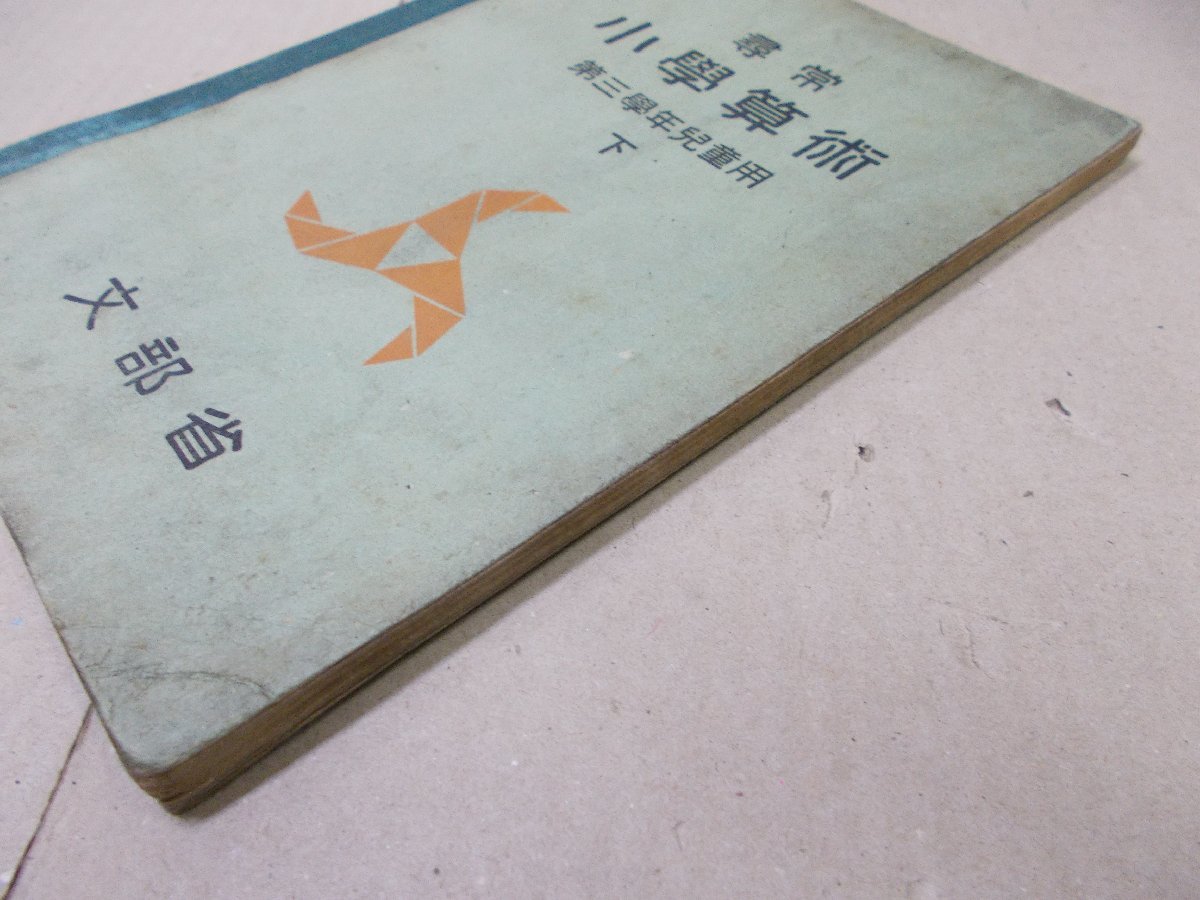 尋常
小學算術
第三學年兒童用
下
文部省